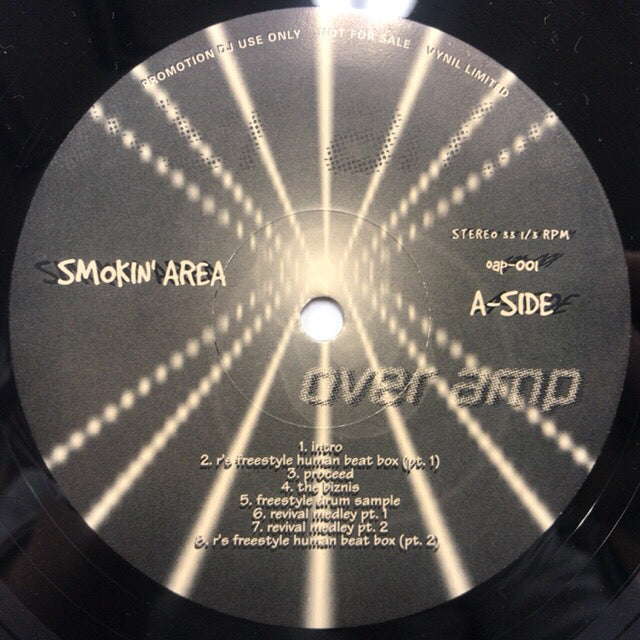 PROMOTION DJ USE ONLY NOT FOR SALE VYNIL LIMITED
STEREO 33 1/3 RPM
SMOKIN' AREA
oap-001
A-SIDE
over amp
1. intro
2. r's freestyle human beat box (pt. 1)
3. proceed
4. the biznis
5. freestyle drum sample
6. revival medley pt. 1
7. revival medley pt. 2
8. r's freestyle human beat box (pt. 2)